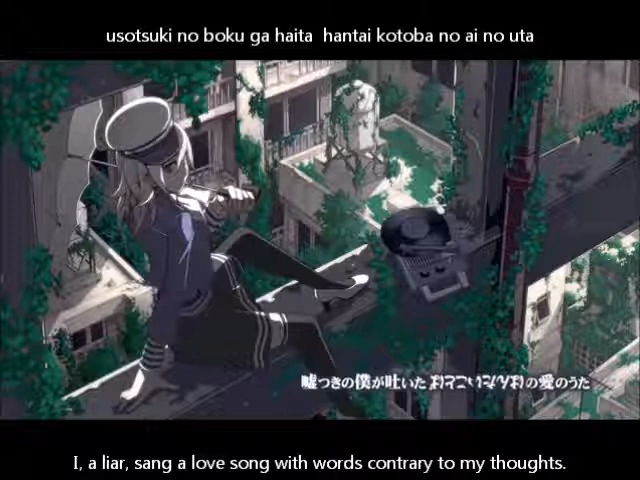 usotsuki no boku ga haita hantai kotoba no ai no uta
嘘つきの僕が吐いた の愛のうた
I, a liar, sang a love song with words contrary to my thoughts.